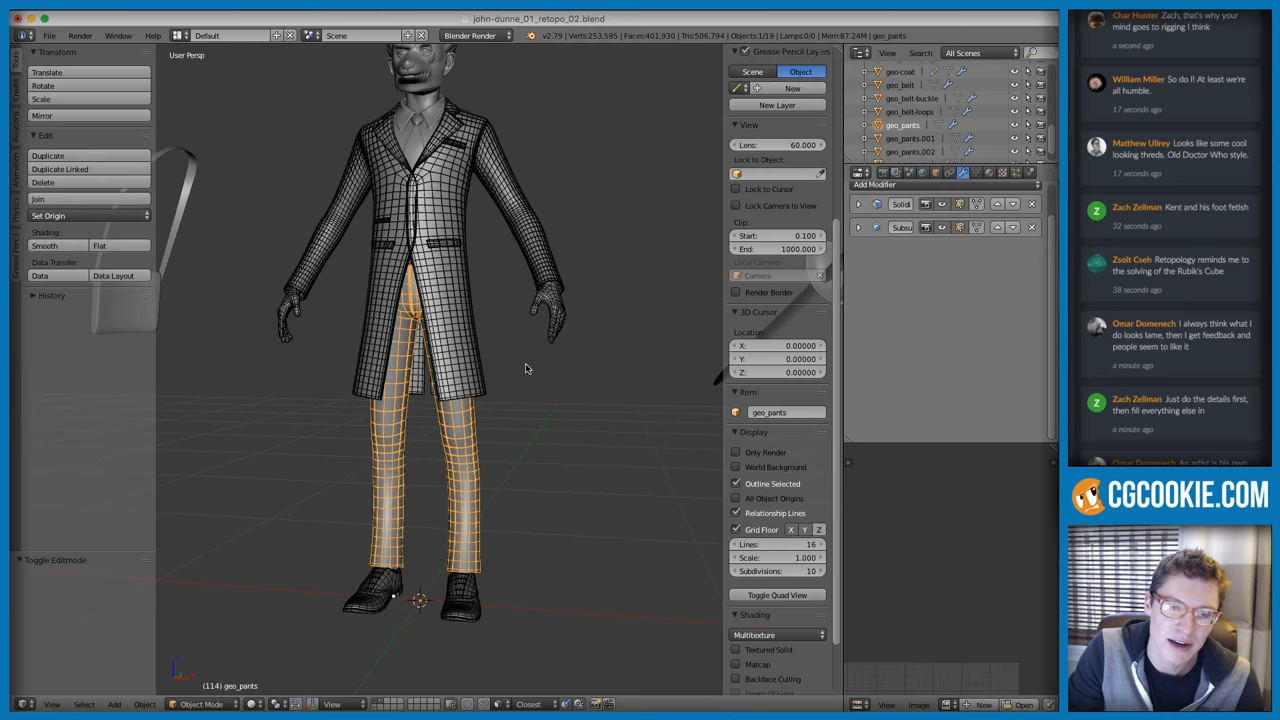 john-dunne_01_retopo_02.blend
File
Render
Window
Help
Default
Scene
Blender Render
v2.79 | Verts:253,595 | Faces:401,930 | Tris:506,794 | Objects:1/19 | Lamps:0/0 | Mem:87.24M | geo_pants
User Persp
Tools
Create
Relations
Animation
Physics
Grease Pencil
Transform
Translate
Rotate
Scale
Mirror
Edit
Duplicate
Duplicate Linked
Delete
Join
Set Origin
Shading:
Smooth
Flat
Data Transfer:
Data
Data Layout
History
Toggle Editmode
(114) geo_pants
View
Select
Add
Object
Object Mode
View
Closest
Grease Pencil Layers
Scene
Object
New
New Layer
View
Lens: 60.000
Lock to Object:
Lock to Cursor
Lock Camera to View
Clip:
Start: 0.100
End: 1000.000
Local Camera:
Camera
Render Border
3D Cursor
Location:
X: 0.00000
Y: 0.00000
Z: 0.00000
Item
geo_pants
Display
Only Render
World Background
Outline Selected
All Object Origins
Relationship Lines
Grid Floor X Y Z
Lines: 16
Scale: 1.000
Subdivisions: 10
Toggle Quad View
Shading
Multitexture
Textured Solid
Matcap
Backface Culling
View
Search
All Scenes
geo-coat
geo_belt
geo_belt-buckle
geo_belt-loops
geo_pants
geo_pants.001
geo_pants.002
Add Modifier
Solidi
Subsu
View
Image
New
Open
Char Hunter Zach, that's why your
mind goes to rigging I think
a second ago
William Miller So do I! At least we're
all humble.
17 seconds ago
Matthew Ullrey Looks like some cool
looking threds. Old Doctor Who style.
17 seconds ago
Z
Zach Zellman Kent and his foot fetish
32 seconds ago
Zsolt Cseh Retopology reminds me
to the solving of the Rubik's Cube
38 seconds ago
Omar Domenech I always think what I
do looks lame, then I get feedback and
people seem to like it
a minute ago
Z
Zach Zellman Just do the details first,
then fill everything else in
a minute ago
CGCOOKIE.COM